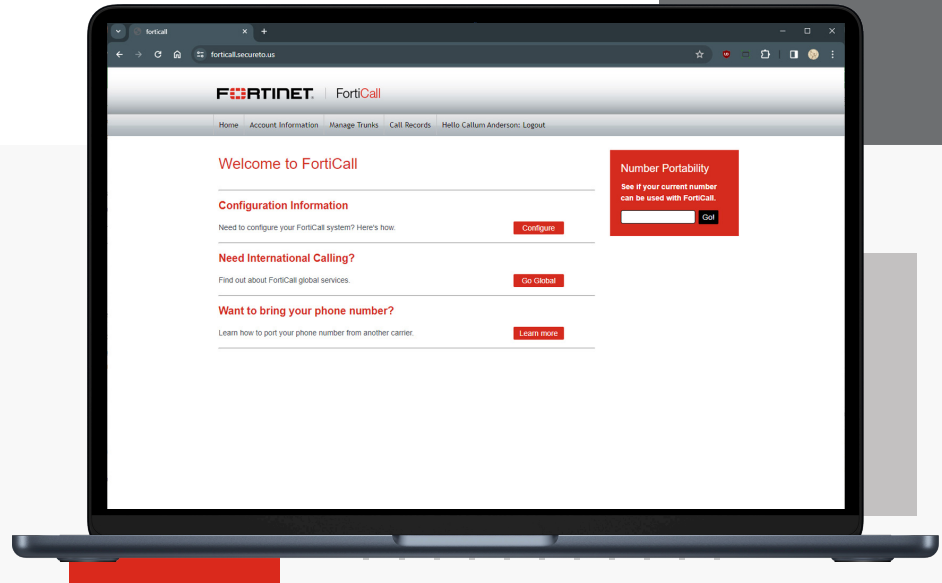 forticall
forticall.secureto.us
FORTINET FortiCall
Home Account Information Manage Trunks Call Records Hello Callum Anderson: Logout
Welcome to FortiCall
Configuration Information
Need to configure your FortiCall system? Here's how.
Configure
Need International Calling?
Find out about FortiCall global services.
Go Global
Want to bring your phone number?
Learn how to port your phone number from another carrier.
Learn more
Number Portability
See if your current number
can be used with FortiCall.
Go!